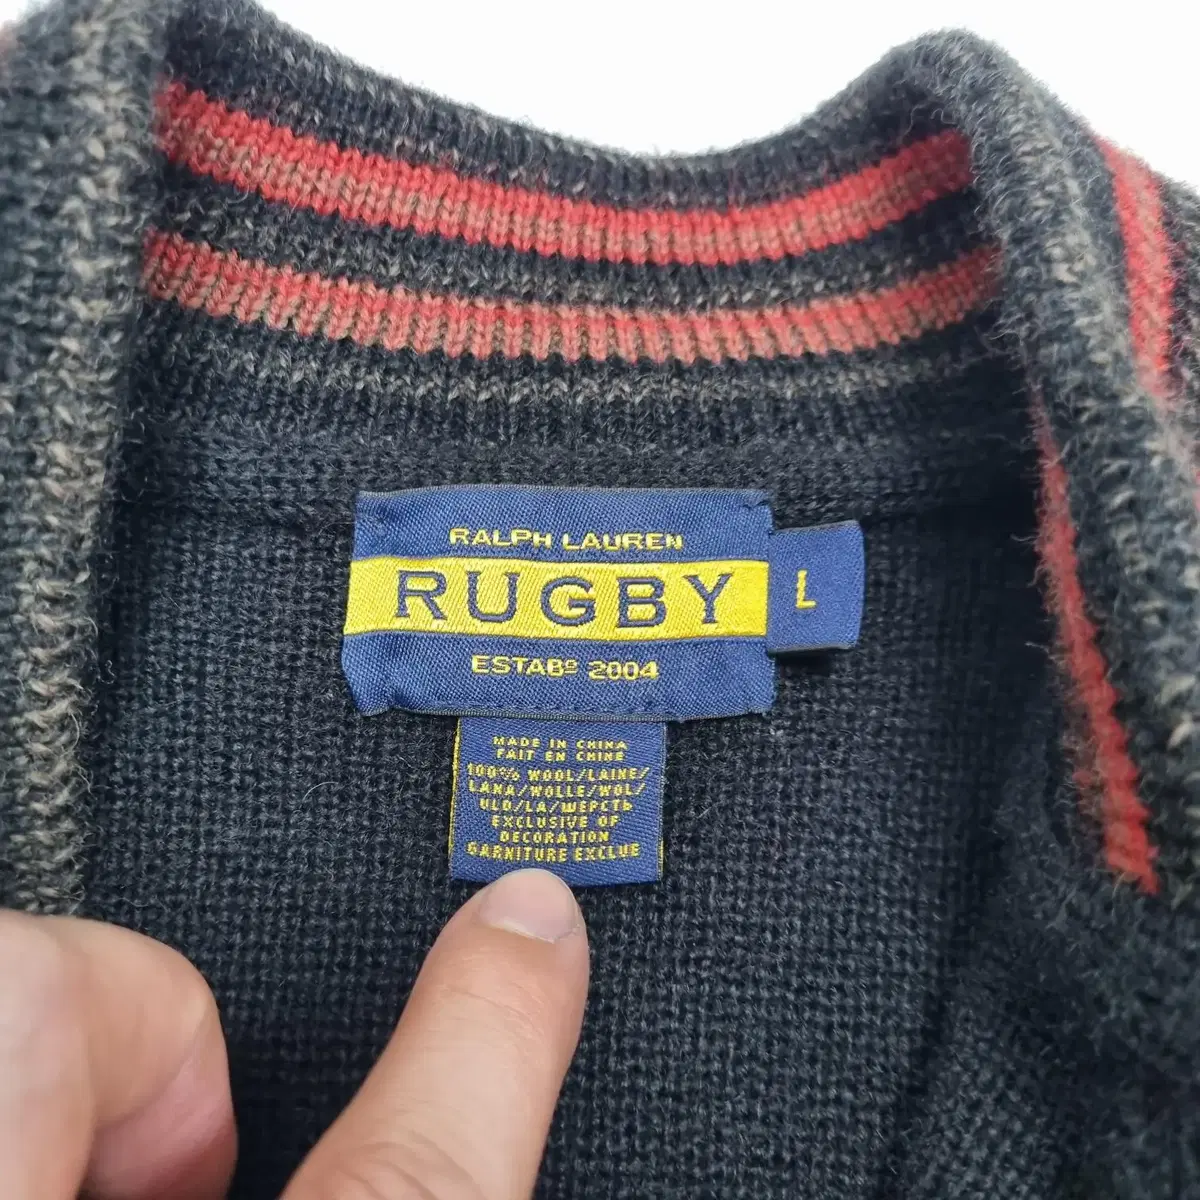 RALPH LAUREN
RUGBY
L
ESTABº 2004
MADE IN CHINA
FAIT EN CHINE
100% WOOL/LAINE/
LANA/WOLLE/WOL/
ULD/LA/ШЕРСТЬ
EXCLUSIVE OF
DECORATION
GARNITURE EXCLUE